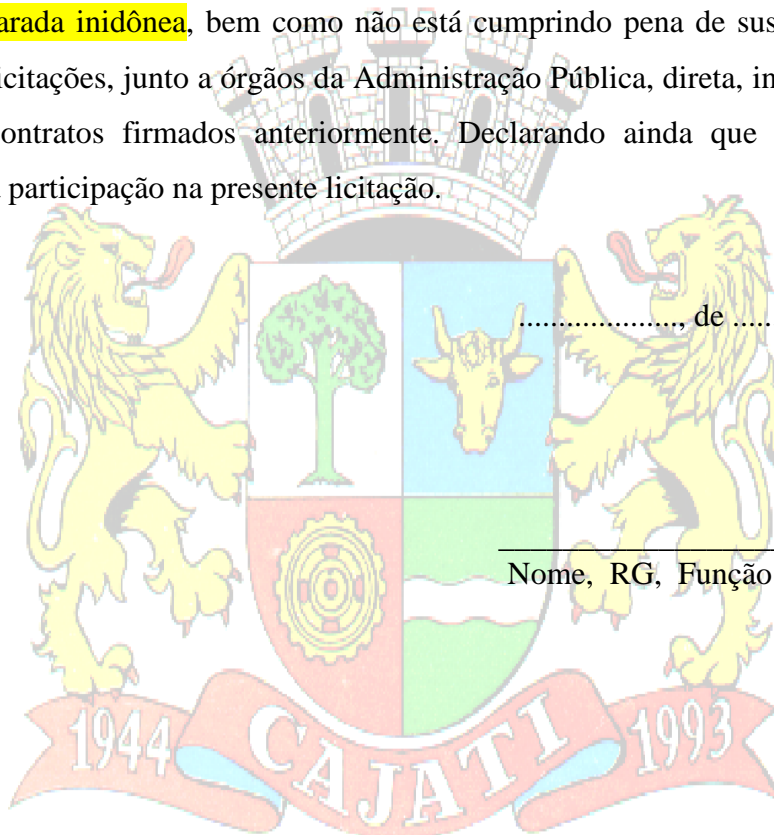 arada inidônea, bem como não está cumprindo pena de sus
icitações, junto a órgãos da Administração Pública, direta, in
ontratos firmados anteriormente. Declarando ainda que
participação na presente licitação.
..................., de .....
Nome, RG, Função
1944 CAJATI 1993